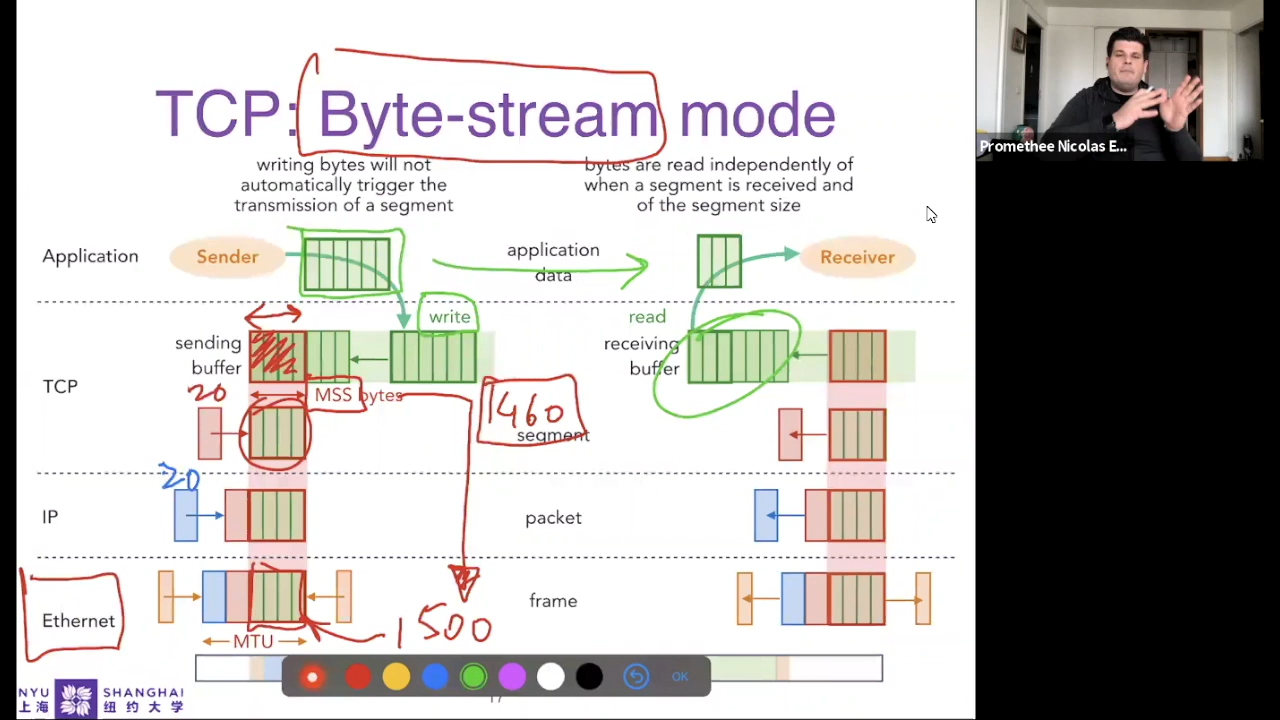 TCP: Byte-stream mode
writing bytes will not
automatically trigger the
transmission of a segment
bytes are read independently of
when a segment is received and
of the segment size
Promethee Nicolas E...
Application
Sender
application
data
Receiver
write
read
sending
buffer
receiving
buffer
TCP
20
MSS bytes
1460
segment
20
IP
packet
Ethernet
frame
MTU
1500
OK
17
NYU
上海
SHANGHAI
纽约大学